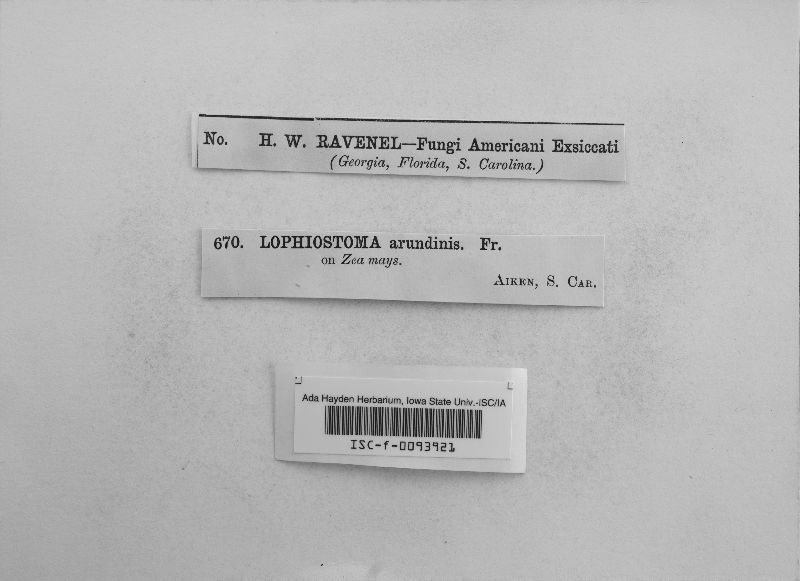 No. H. W. RAVENEL—Fungi Americani Exsiccati
(Georgia, Florida, S. Carolina.)
670. LOPHIOSTOMA arundinis. Fr.
on Zea mays.
AIKEN, S. CAR.
Ada Hayden Herbarium, Iowa State Univ.-ISC/IA
ISC-f-0093921